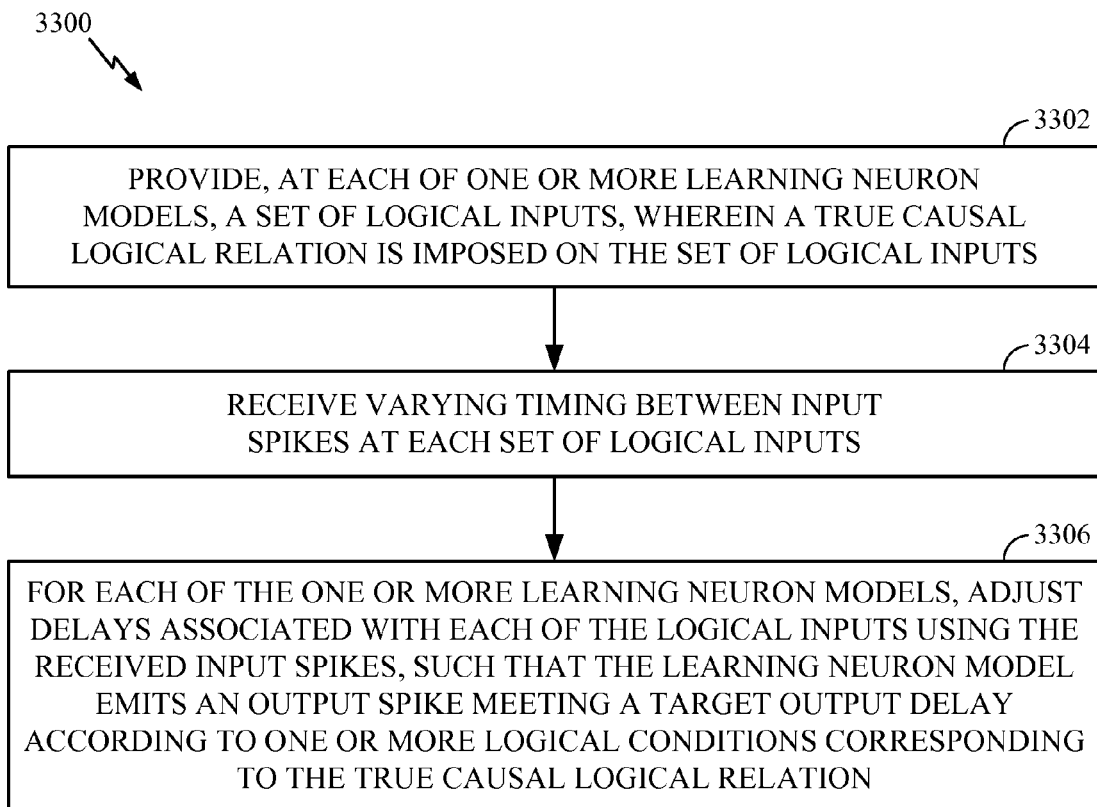 3300
3302
PROVIDE, AT EACH OF ONE OR MORE LEARNING NEURON
MODELS, A SET OF LOGICAL INPUTS, WHEREIN A TRUE CAUSAL
LOGICAL RELATION IS IMPOSED ON THE SET OF LOGICAL INPUTS
3304
RECEIVE VARYING TIMING BETWEEN INPUT
SPIKES AT EACH SET OF LOGICAL INPUTS
3306
FOR EACH OF THE ONE OR MORE LEARNING NEURON MODELS, ADJUST
DELAYS ASSOCIATED WITH EACH OF THE LOGICAL INPUTS USING THE
RECEIVED INPUT SPIKES, SUCH THAT THE LEARNING NEURON MODEL
EMITS AN OUTPUT SPIKE MEETING A TARGET OUTPUT DELAY
ACCORDING TO ONE OR MORE LOGICAL CONDITIONS CORRESPONDING
TO THE TRUE CAUSAL LOGICAL RELATION